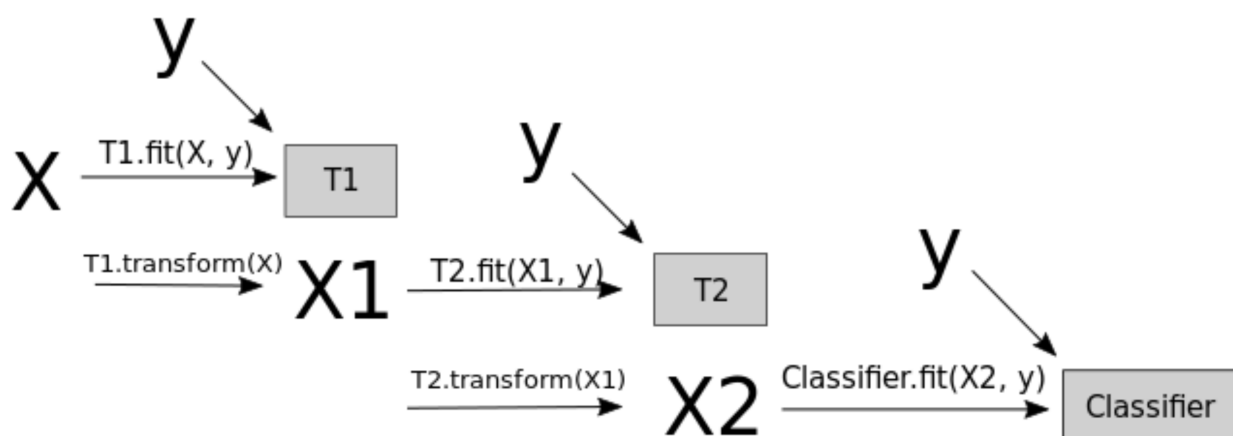 y
T1.fit(X, y)
X
T1
y
T1.transform(X)
X1
T2.fit(X1, y)
T2
y
T2.transform(X1)
X2
Classifier.fit(X2, y)
Classifier